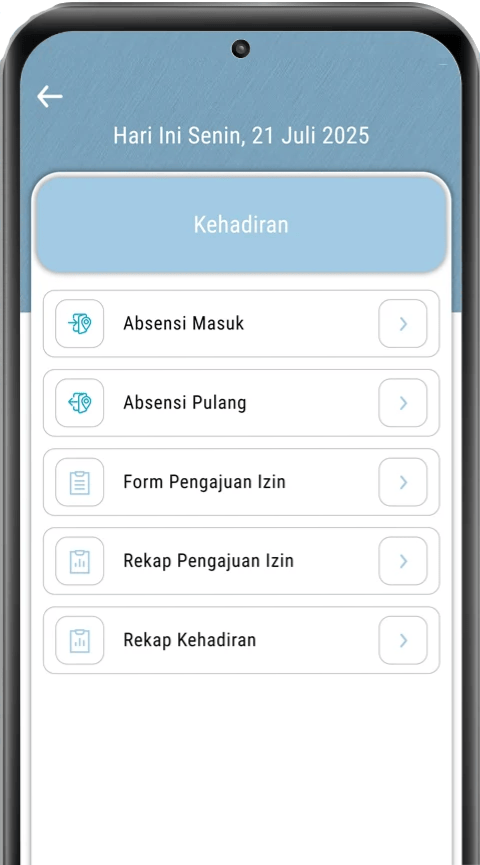 Hari Ini Senin, 21 Juli 2025
Kehadiran
Absensi Masuk
Absensi Pulang
Form Pengajuan Izin
Rekap Pengajuan Izin
Rekap Kehadiran